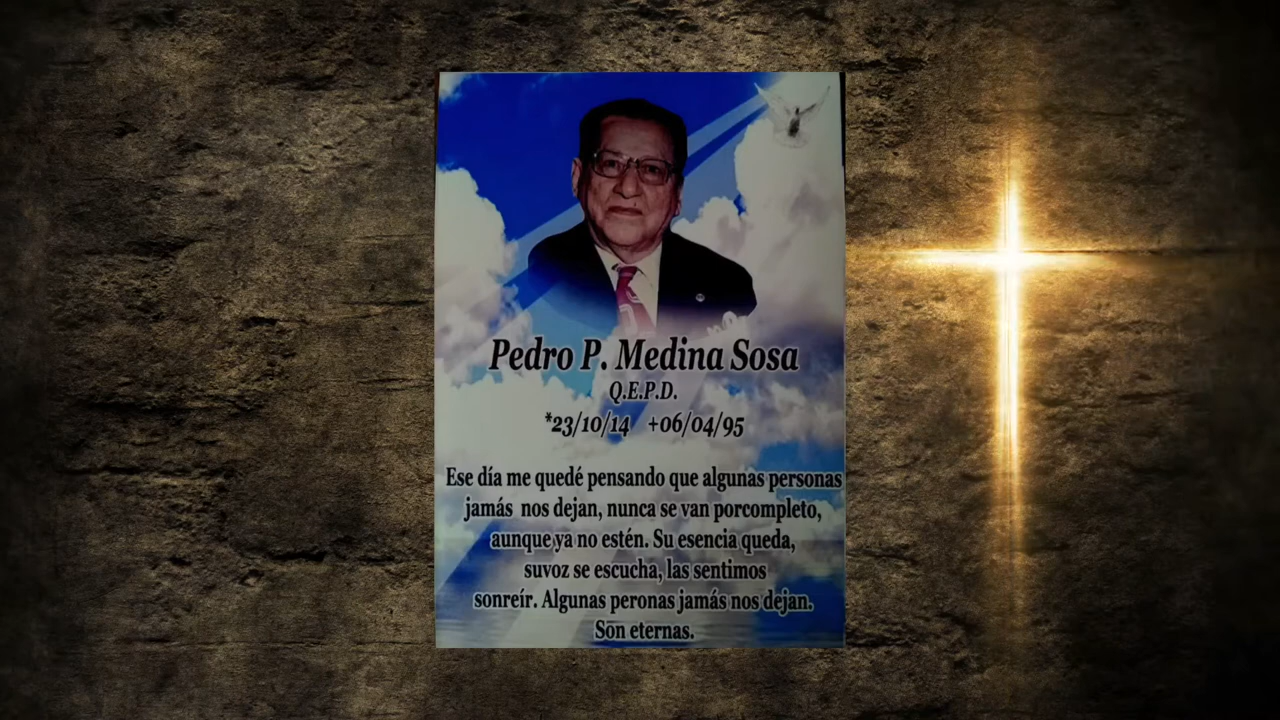 Pedro P. Medina Sosa
Q.E.P.D.
*23/10/14 +06/04/95
Ese día me quedé pensando que algunas personas
jamás nos dejan, nunca se van porcompleto,
aunque ya no estén. Su esencia queda,
suvoz se escucha, las sentimos
sonreír. Algunas peronas jamás nos dejan.
Son eternas.